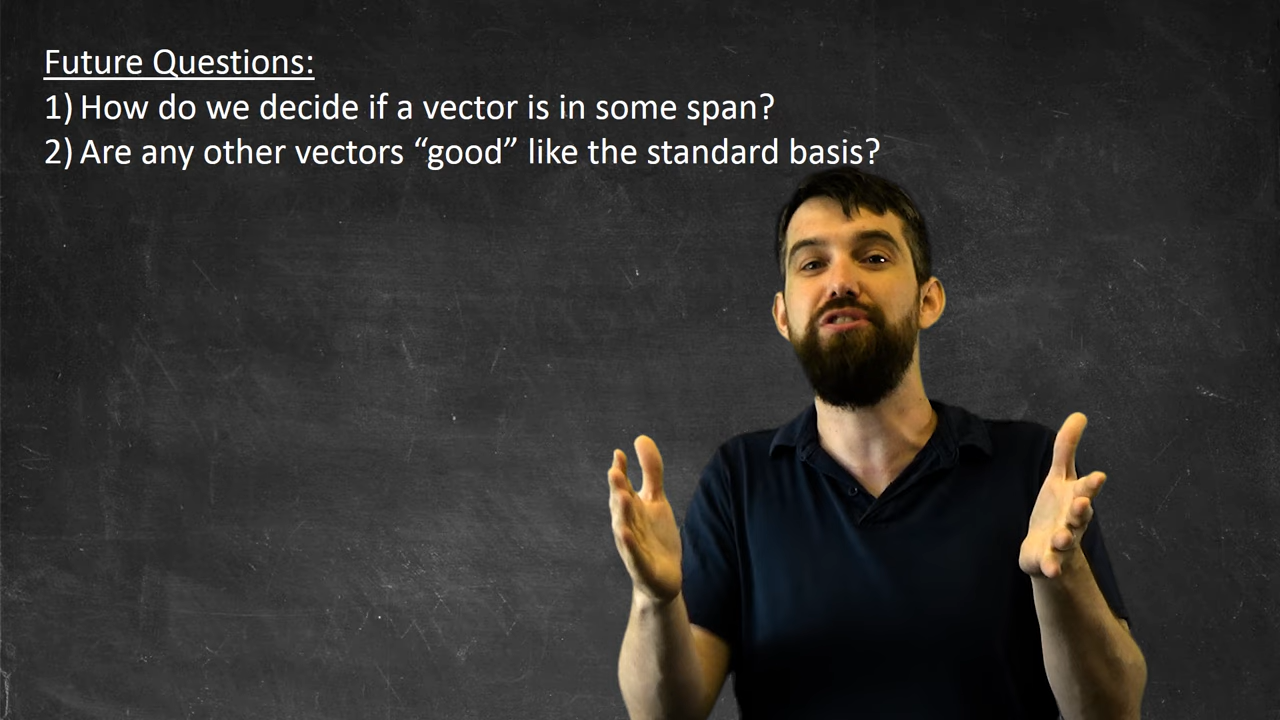 Future Questions:
1) How do we decide if a vector is in some span?
2) Are any other vectors “good” like the standard basis?